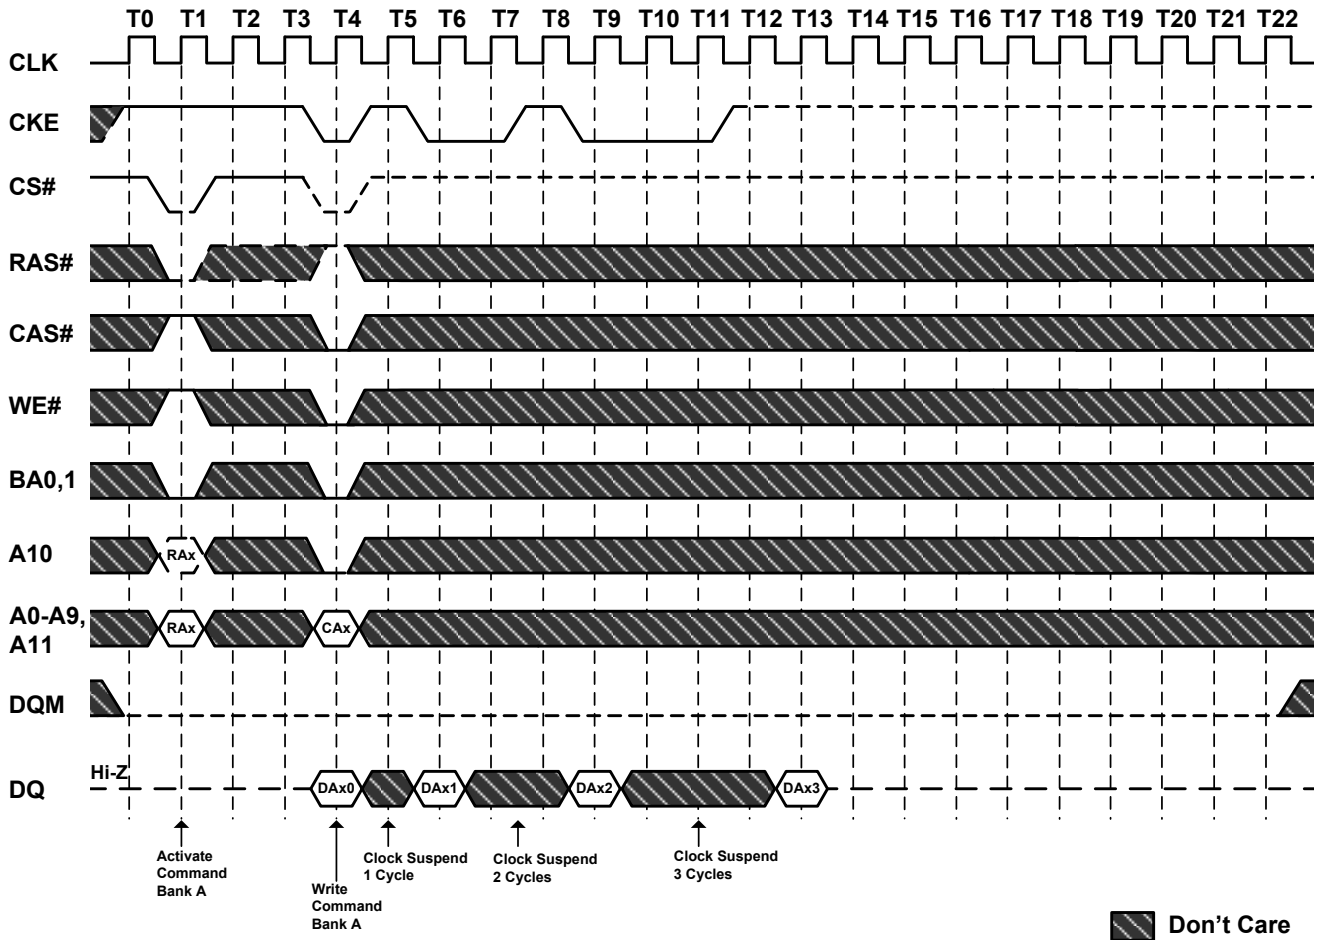 T0 T1 T2 T3 T4 T5 T6 T7 T8 T9 T10 T11 T12 T13 T14 T15 T16 T17 T18 T19 T20 T21 T22
CLK
CKE
CS#
RAS#
CAS#
WE#
BA0,1
A10 RAx
A0-A9,
A11
RAx CAx
DQM
Hi-Z
DQ DAx0 DAx1 DAx2 DAx3
Activate
Command
Bank A
Write
Command
Bank A
Clock Suspend
1 Cycle
Clock Suspend
2 Cycles
Clock Suspend
3 Cycles
Don't Care